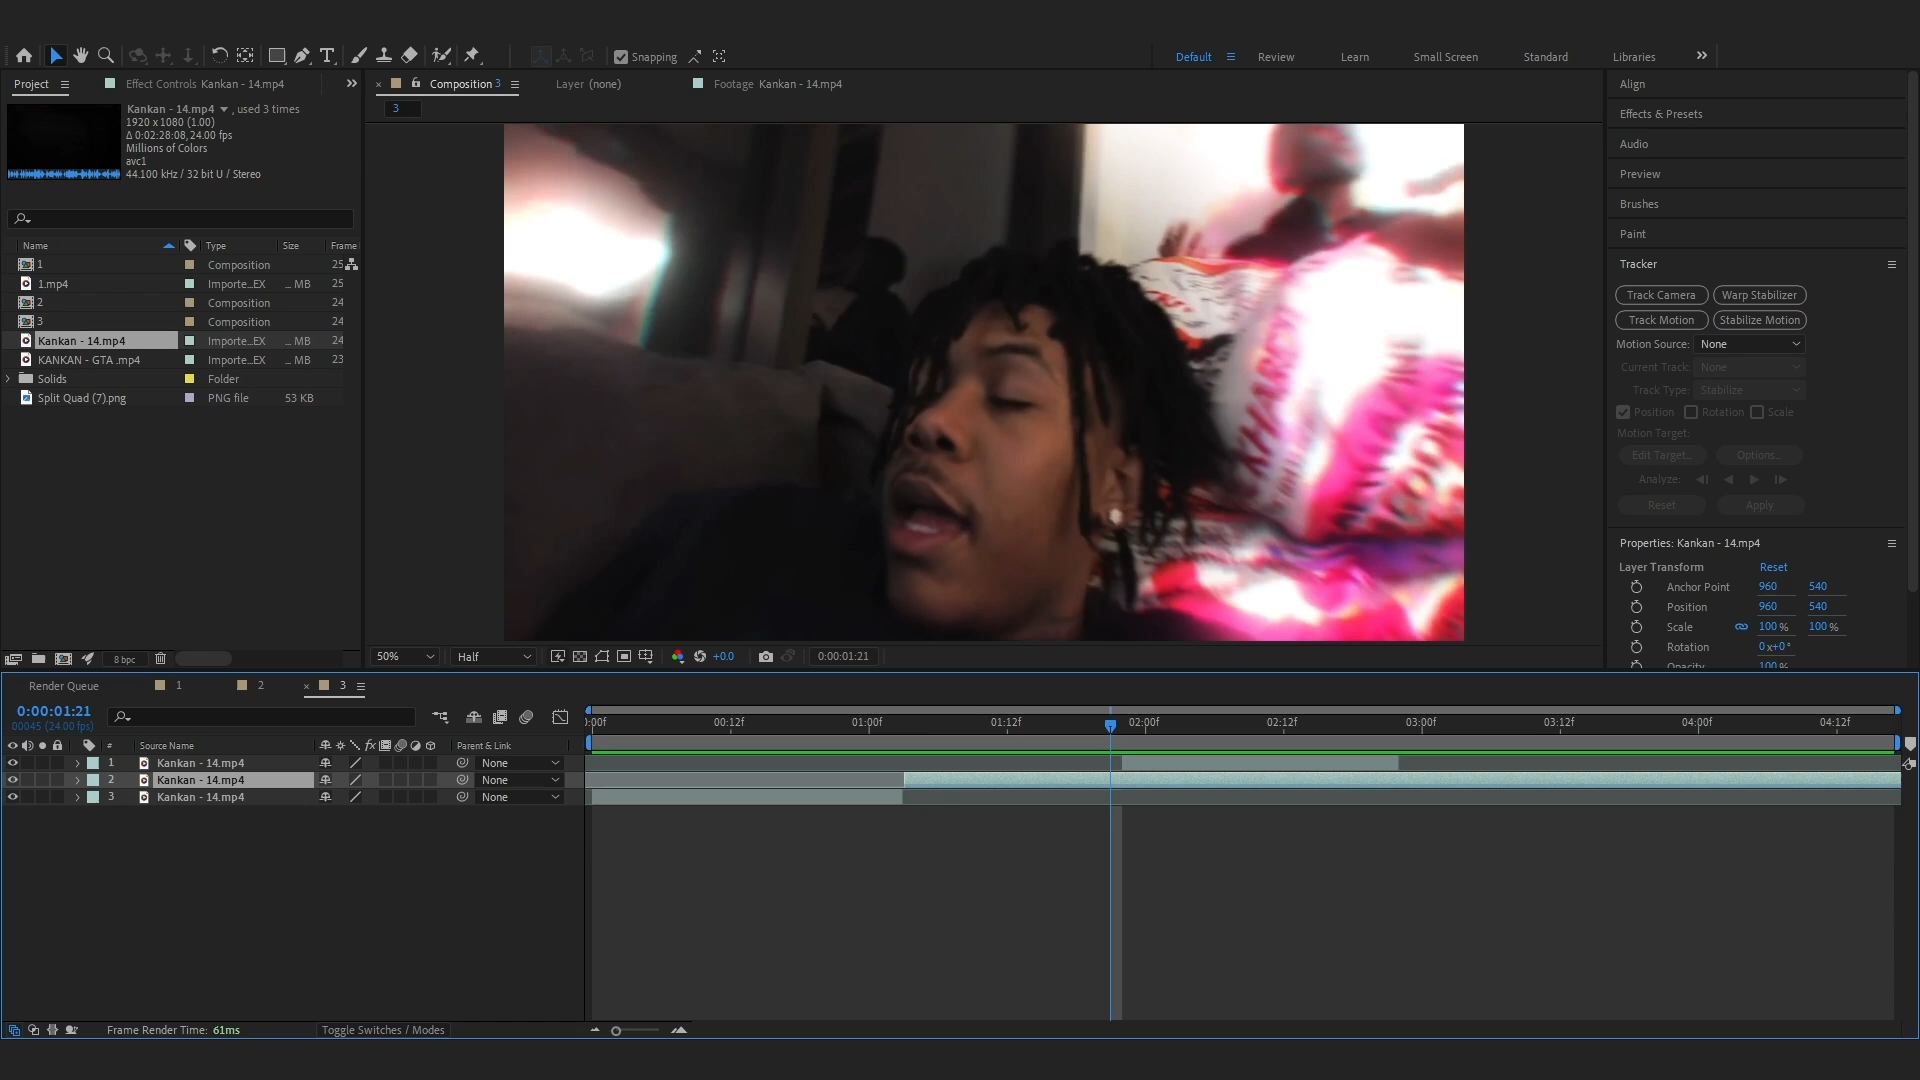 Snapping
Default
Review
Learn
Small Screen
Standard
Libraries
Project
Effect Controls Kankan - 14.mp4
Composition 3
Layer (none)
Footage Kankan - 14.mp4
3
Kankan - 14.mp4 , used 3 times
1920 x 1080 (1.00)
Δ 0:02:28:08, 24.00 fps
Millions of Colors
avc1
44.100 kHz / 32 bit U / Stereo
Name Type Size Frame
1 Composition 25
1.mp4 Importe...EX ... MB 25
2 Composition 24
3 Composition 24
Kankan - 14.mp4 Importe...EX ... MB 24
KANKAN - GTA .mp4 Importe...EX ... MB 23
Solids Folder
Split Quad (7).png PNG file 53 KB
8 bpc
50%
Half
+0.0
0:00:01:21
Align
Effects & Presets
Audio
Preview
Brushes
Paint
Tracker
Track Camera Warp Stabilizer
Track Motion Stabilize Motion
Motion Source: None
Current Track: None
Track Type: Stabilize
Position Rotation Scale
Motion Target:
Edit Target... Options...
Analyze:
Reset Apply
Properties: Kankan - 14.mp4
Layer Transform Reset
Anchor Point 960 540
Position 960 540
Scale 100 % 100 %
Rotation 0x+0°
Opacity 100 %
Render Queue
1
2
3
0:00:01:21
00045 (24.00 fps)
:00f 00:12f 01:00f 01:12f 02:00f 02:12f 03:00f 03:12f 04:00f 04:12f
# Source Name fx Parent & Link
1 Kankan - 14.mp4 None
2 Kankan - 14.mp4 None
3 Kankan - 14.mp4 None
Frame Render Time: 61ms
Toggle Switches / Modes